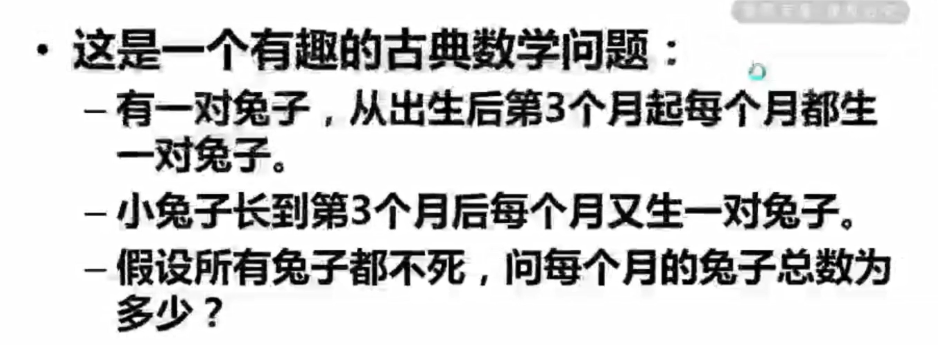 • 这是一个有趣的古典数学问题：
– 有一对兔子，从出生后第3个月起每个月都生
一对兔子。
– 小兔子长到第3个月后每个月又生一对兔子。
– 假设所有兔子都不死，问每个月的兔子总数为
多少？